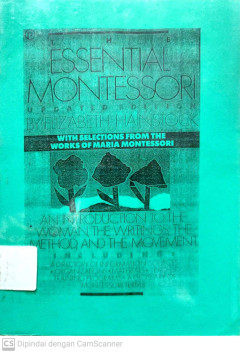 THE
ESSENTIAL
MONTESSORI
UPDATED EDITION
BY ELIZABETH HAINSTOCK
WITH SELECTIONS FROM THE
WORKS OF MARIA MONTESSORI
AN INTRODUCTION TO THE
WOMAN, THE WRITINGS, THE
METHOD, AND THE MOVEMENT
INCLUDING
CS Dipindai dengan CamScanner